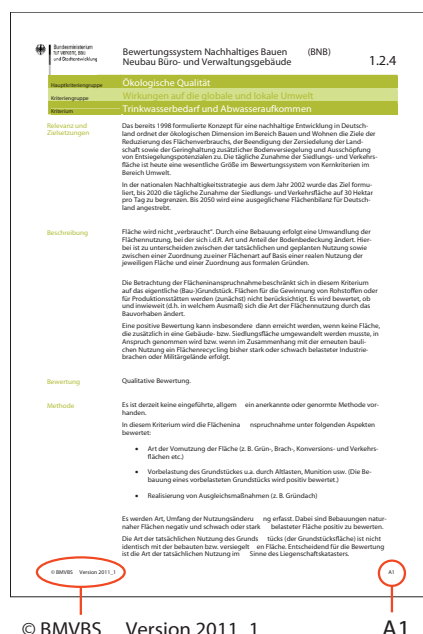 Bundesministerium
für Verkehr, Bau
und Stadtentwicklung
Bewertungssystem Nachhaltiges Bauen (BNB)
Neubau Büro- und Verwaltungsgebäude
1.2.4
Hauptkriteriengruppe Ökologische Qualität
Kriteriengruppe Wirkungen auf die globale und lokale Umwelt
Kriterium Trinkwasserbedarf und Abwasseraufkommen
Relevanz und
Zielsetzungen
Das bereits 1998 formulierte Konzept für eine nachhaltige Entwicklung in Deutsch-
land ordnet der ökologischen Dimension im Bereich Bauen und Wohnen die Ziele der
Reduzierung des Flächenverbrauchs, der Beendigung der Zersiedelung der Land-
schaft sowie der Geringhaltung zusätzlicher Bodenversiegelung und Ausschöpfung
von Entsiegelungspotenzialen zu. Die tägliche Zunahme der Siedlungs- und Verkehrs-
fläche ist heute eine wesentliche Größe im Bewertungssystem von Kernkriterien im
Bereich Umwelt.
In der nationalen Nachhaltigkeitsstrategie aus dem Jahr 2002 wurde das Ziel formu-
liert, bis 2020 die tägliche Zunahme der Siedlungs- und Verkehrsfläche auf 30 Hektar
pro Tag zu begrenzen. Bis 2050 wird eine ausgeglichene Flächenbilanz für Deutsch-
land angestrebt.
Beschreibung
Fläche wird nicht „verbraucht“. Durch eine Bebauung erfolgt eine Umwandlung der
Flächennutzung, bei der sich i.d.R. Art und Anteil der Bodenbedeckung ändert. Hier-
bei ist zu unterscheiden zwischen der tatsächlichen und geplanten Nutzung sowie
zwischen einer Zuordnung zu einer Flächenart auf Basis einer realen Nutzung der
jeweiligen Fläche und einer Zuordnung aus formalen Gründen.
Die Betrachtung der Flächeninanspruchnahme beschränkt sich in diesem Kriterium
auf das eigentliche (Bau-)Grundstück. Flächen für die Gewinnung von Rohstoffen oder
für Produktionsstätten werden (zunächst) nicht berücksichtigt. Es wird bewertet, ob
und inwieweit (d.h. in welchem Ausmaß) sich die Art der Flächennutzung durch das
Bauvorhaben ändert.
Eine positive Bewertung kann insbesondere dann erreicht werden, wenn keine Fläche,
die zusätzlich in eine Gebäude- bzw. Siedlungsfläche umgewandelt werden musste, in
Anspruch genommen wird bzw. wenn im Zusammenhang mit der erneuten bauli-
chen Nutzung ein Flächenrecycling bisher stark oder schwach belasteter Industrie-
brachen oder Militärgelände erfolgt.
Bewertung
Qualitative Bewertung.
Methode
Es ist derzeit keine eingeführte, allgem ein anerkannte oder genormte Methode vor-
handen.
In diesem Kriterium wird die Flächenina nspruchnahme unter folgenden Aspekten
bewertet:
• Art der Vornutzung der Fläche (z. B. Grün-, Brach-, Konversions- und Verkehrs-
flächen etc.)
• Vorbelastung des Grundstückes u.a. durch Altlasten, Munition usw. (Die Be-
bauung eines vorbelasteten Grundstücks wird positiv bewertet.)
• Realisierung von Ausgleichsmaßnahmen (z. B. Gründach)
Es werden Art, Umfang der Nutzungsänderu ng erfasst. Dabei sind Bebauungen natur-
naher Flächen negativ und schwach oder stark belasteter Fläche positiv zu bewerten.
Die Art der tatsächlichen Nutzung des Grunds tücks (der Grundstücksfläche) ist nicht
identisch mit der bebauten bzw. versiegelt en Fläche. Entscheidend für die Bewertung
ist die Art der tatsächlichen Nutzung im Sinne des Liegenschaftskatasters.
© BMVBS Version 2011_1 A1
© BMVBS Version 2011_1 A1